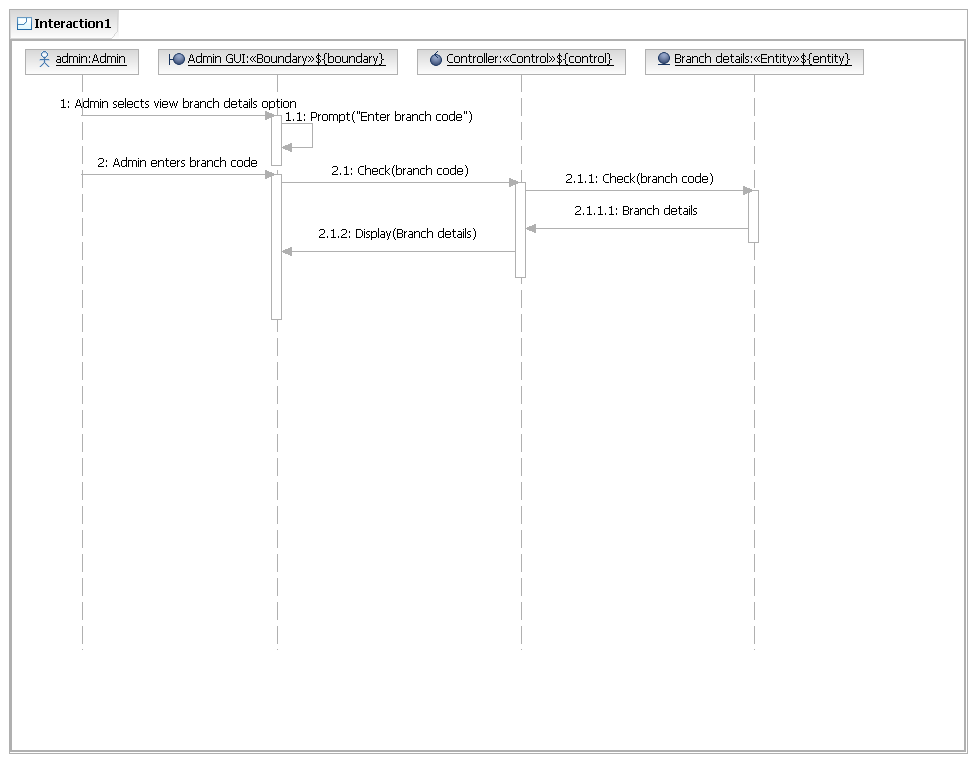 Interaction1
admin:Admin
Admin GUI:«Boundary»${boundary}
Controller:«Control»${control}
Branch details:«Entity»${entity}
1: Admin selects view branch details option
1.1: Prompt("Enter branch code")
2: Admin enters branch code
2.1: Check(branch code)
2.1.1: Check(branch code)
2.1.1.1: Branch details
2.1.2: Display(Branch details)